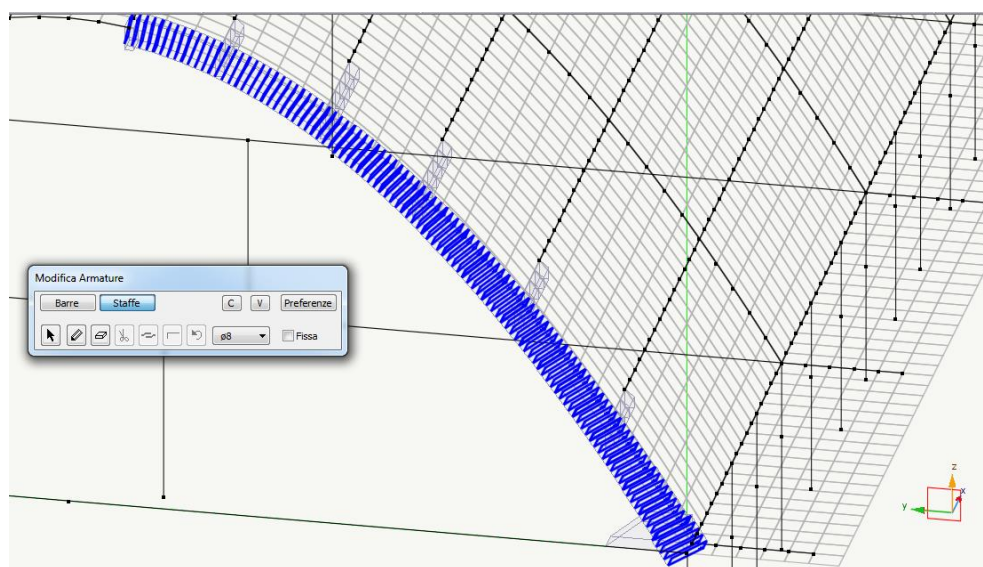 Modifica Armature
Barre Staffe C V Preferenze
ø8 Fissa
z
x
y